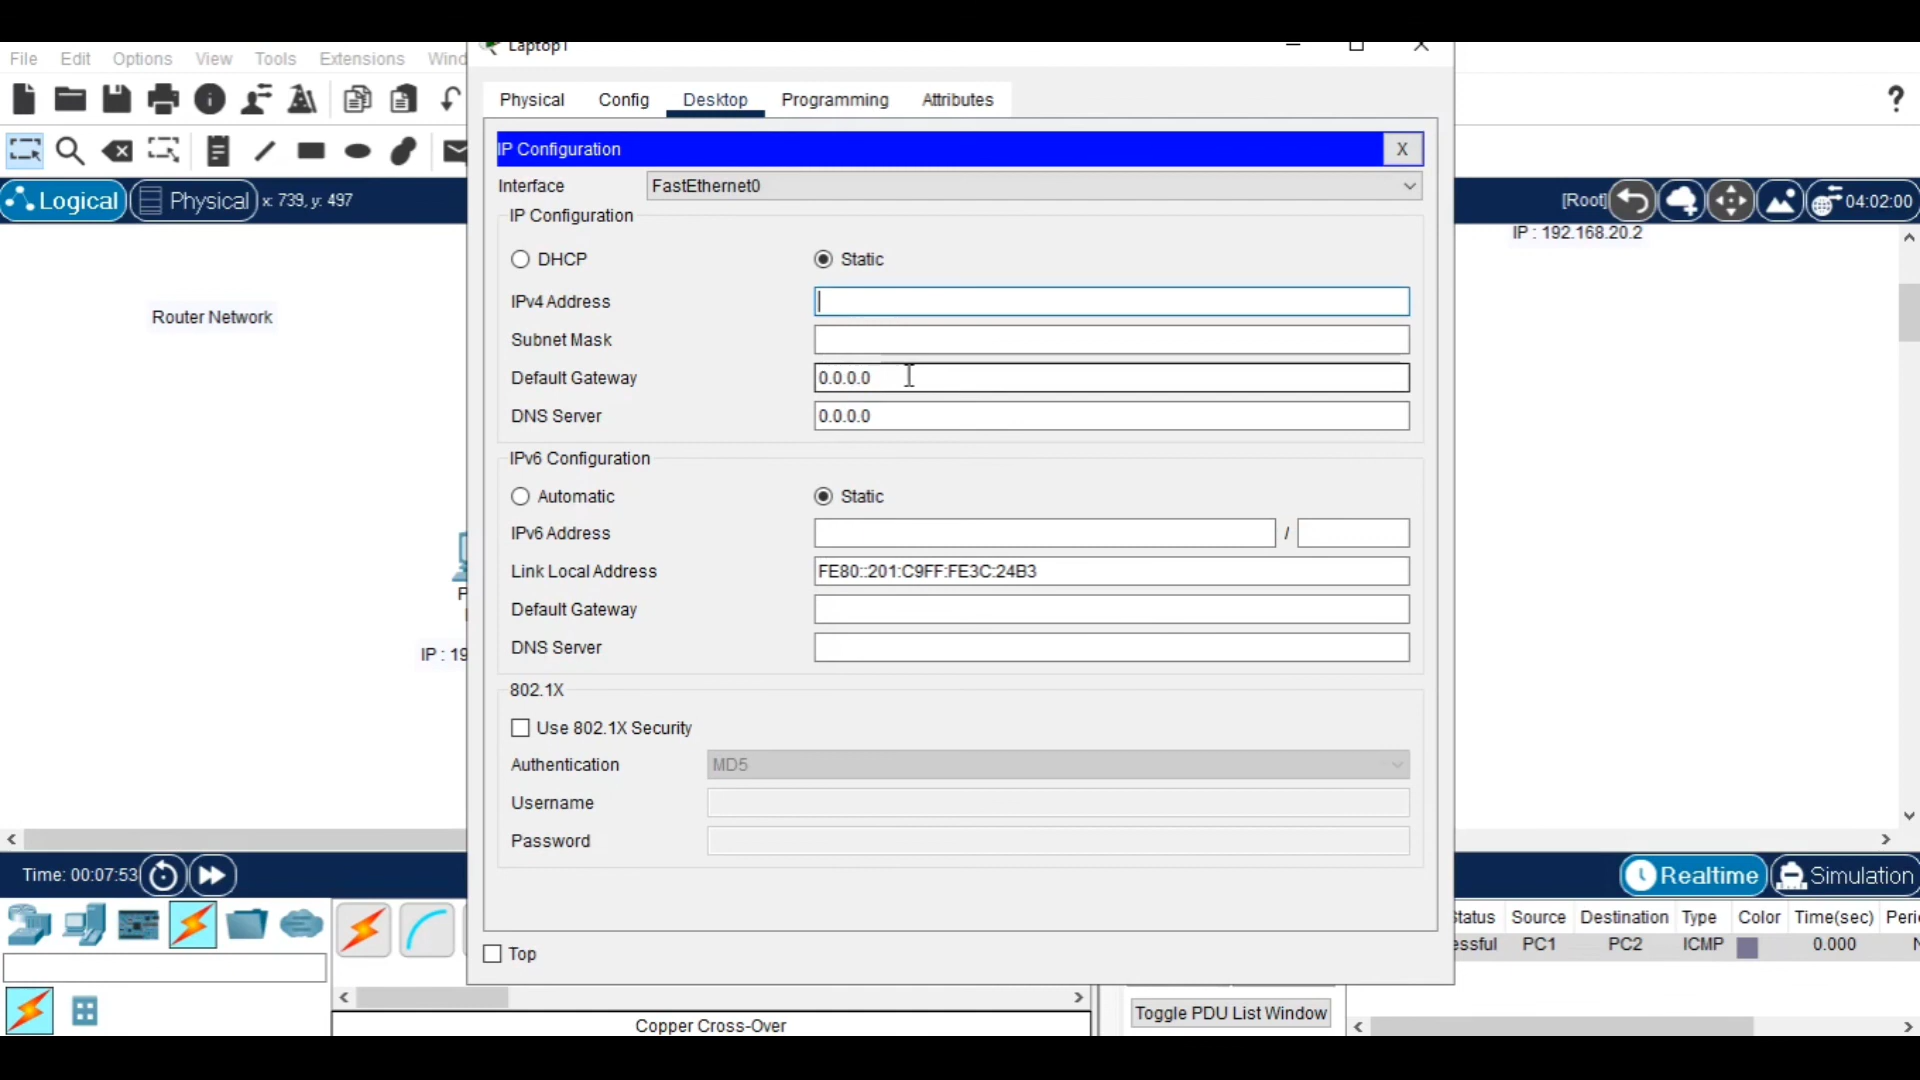 Laptop1
File Edit Options View Tools Extensions Wind
Physical Config Desktop Programming Attributes
?
IP Configuration X
Logical Physical x: 739, y: 497
[Root] 04:02:00
Interface FastEthernet0
IP Configuration
IP : 192.168.20.2
DHCP Static
IPv4 Address
Router Network
Subnet Mask
Default Gateway 0.0.0.0
DNS Server 0.0.0.0
IPv6 Configuration
Automatic Static
IPv6 Address /
Link Local Address FE80::201:C9FF:FE3C:24B3
P
Default Gateway
DNS Server
IP : 19
802.1X
Use 802.1X Security
Authentication MD5
Username
Password
Time: 00:07:53
Realtime Simulation
Status Source Destination Type Color Time(sec) Peri
essful PC1 PC2 ICMP 0.000 N
Top
Toggle PDU List Window
Copper Cross-Over